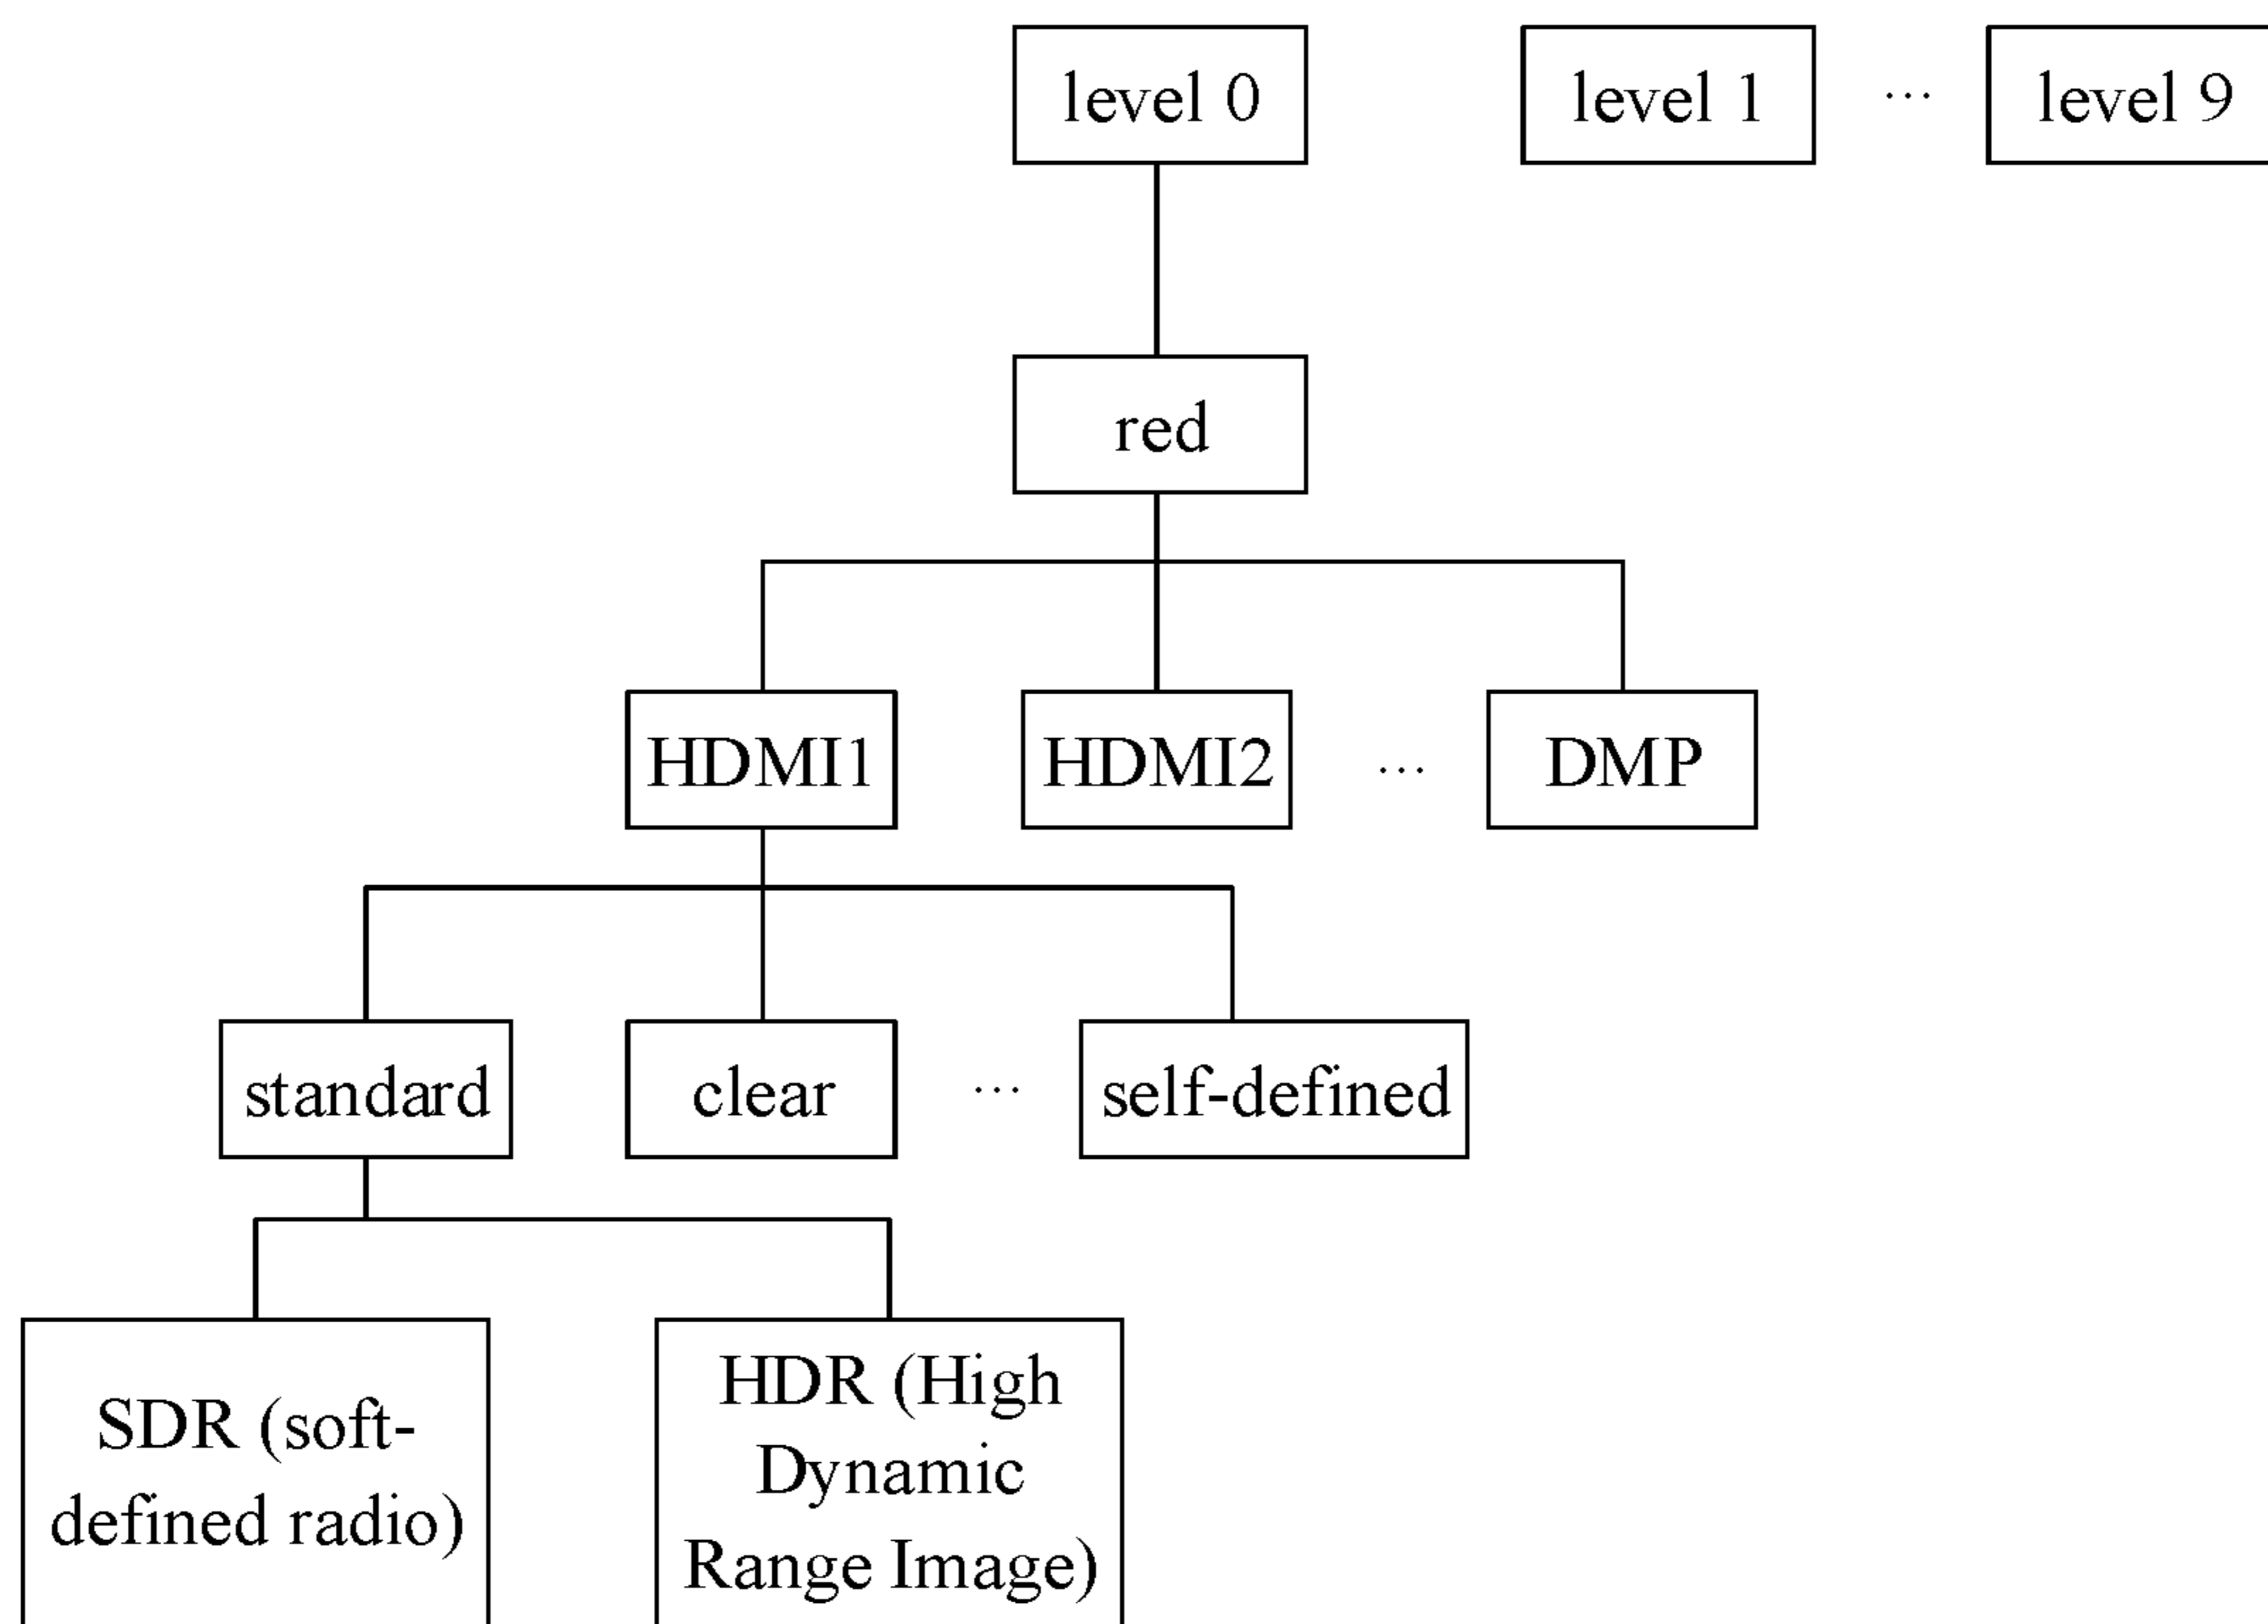 level 0
level 1
...
level 9
red
HDMI1
HDMI2
...
DMP
standard
clear
...
self-defined
SDR (soft-
defined radio)
HDR (High
Dynamic
Range Image)